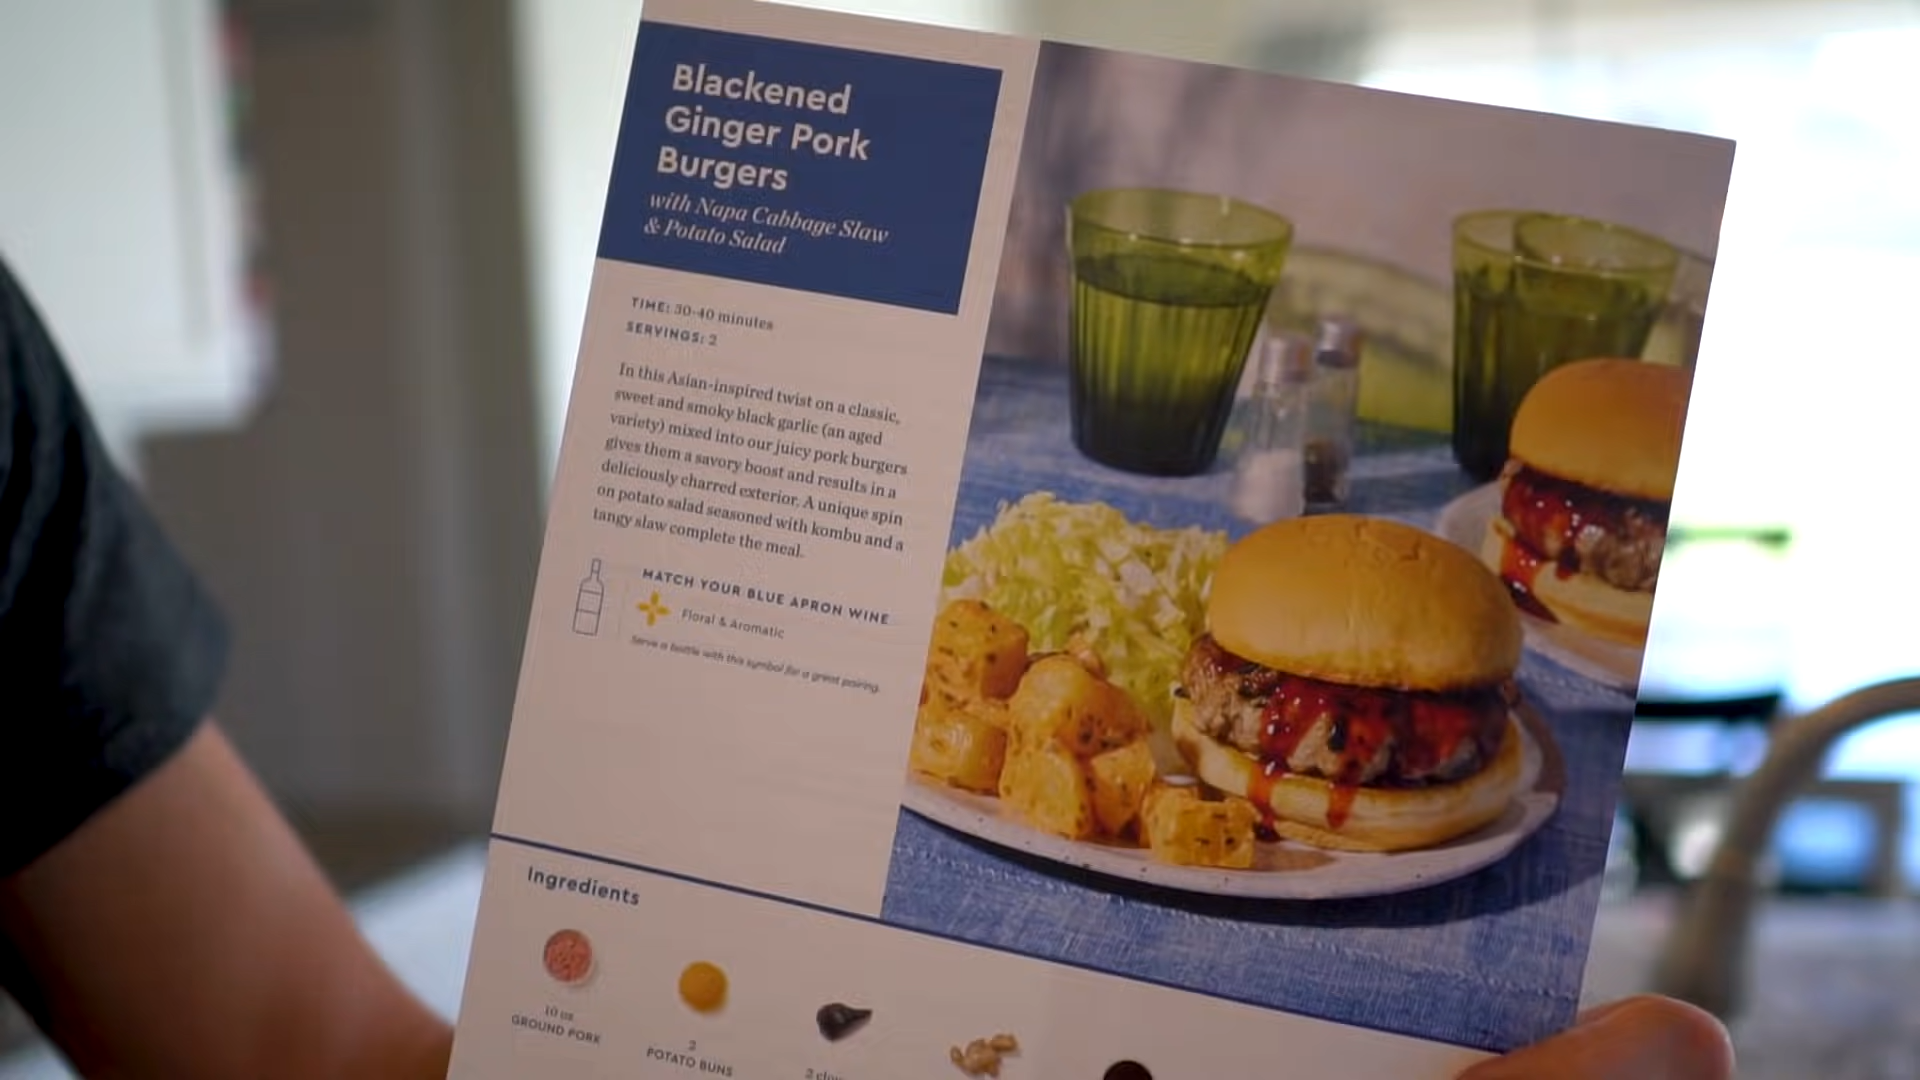 Blackened
Ginger Pork
Burgers
with Napa Cabbage Slaw
& Potato Salad
TIME: 30-40 minutes
SERVINGS: 2
In this Asian-inspired twist on a classic,
sweet and smoky black garlic (an aged
variety) mixed into our juicy pork burgers
gives them a savory boost and results in a
deliciously charred exterior. A unique spin
on potato salad seasoned with kombu and a
tangy slaw complete the meal.
MATCH YOUR BLUE APRON WINE
Floral & Aromatic
Serve a bottle with this symbol for a great pairing.
Ingredients
10 oz
GROUND PORK
2
POTATO BUNS